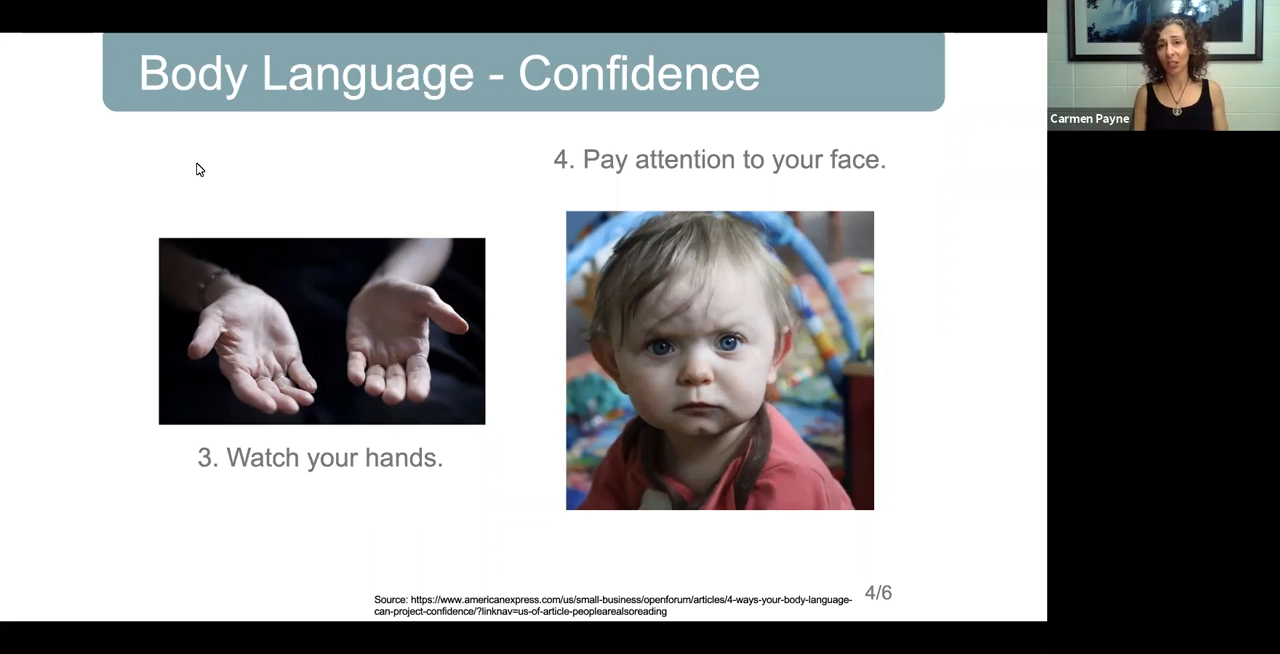 Body Language - Confidence
4. Pay attention to your face.
3. Watch your hands.
Source: https://www.americanexpress.com/us/small-business/openforum/articles/4-ways-your-body-language-
can-project-confidence/?linknav=us-of-article-peoplearealsoreading
4/6
Carmen Payne